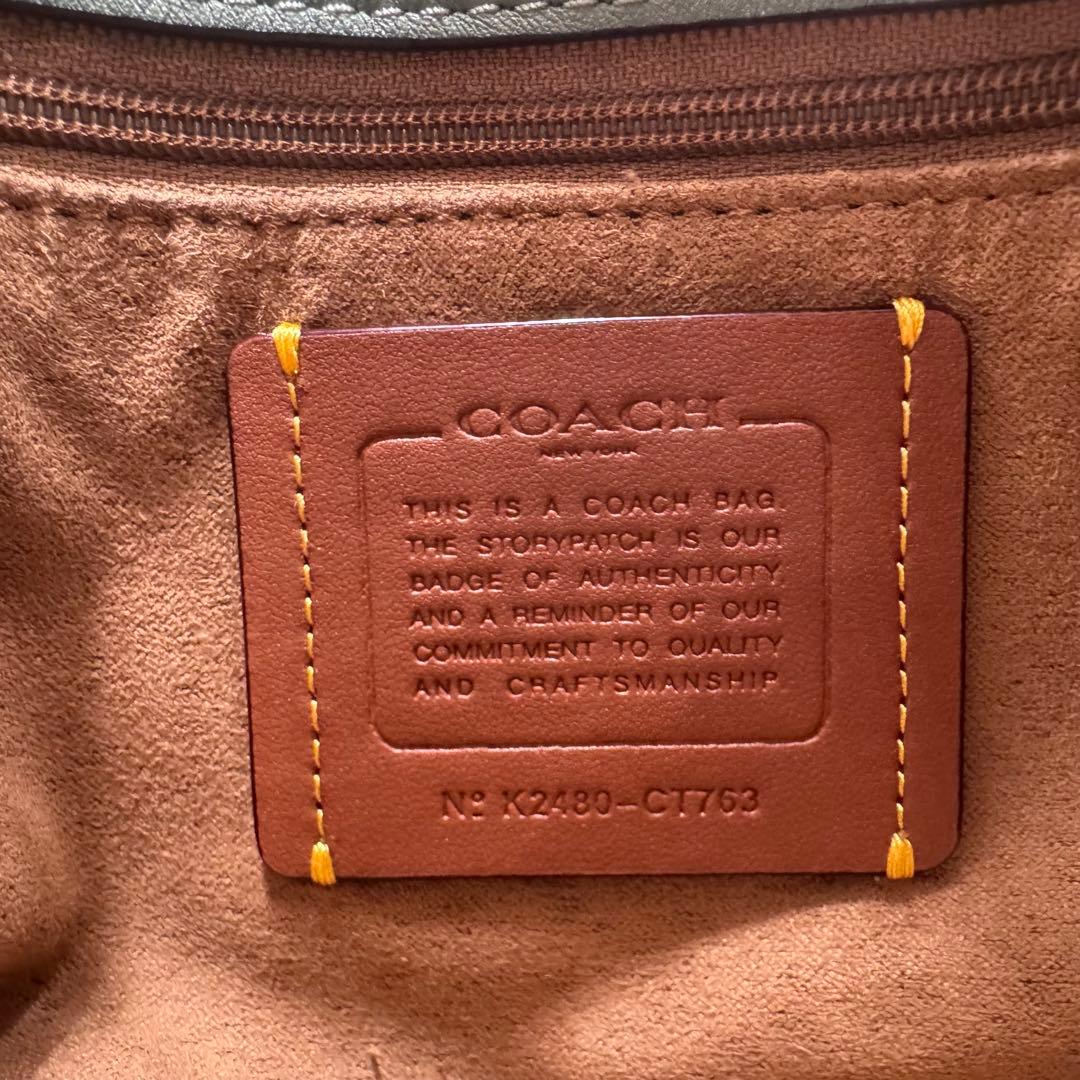 COACH
NEW YORK
THIS IS A COACH BAG.
THE STORYPATCH IS OUR
BADGE OF AUTHENTICITY
AND A REMINDER OF OUR
COMMITMENT TO QUALITY
AND CRAFTSMANSHIP
Nº K2480-CT763